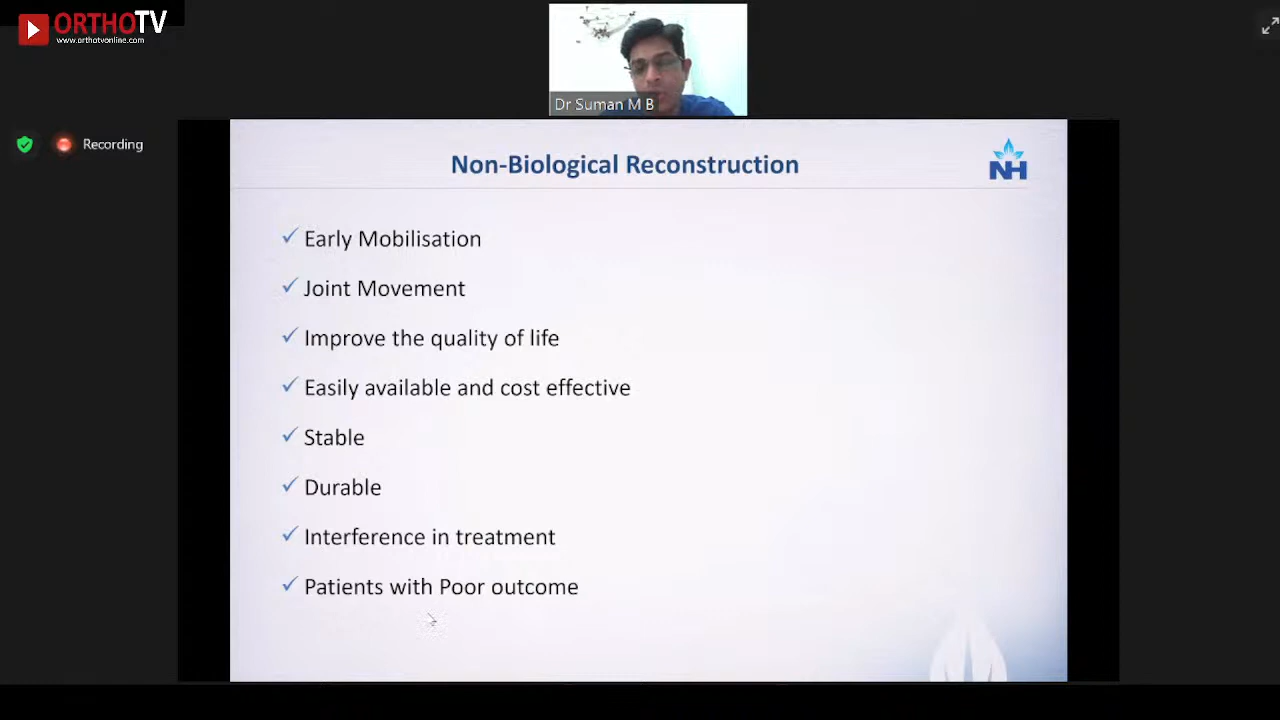 ORTHOTV
www.orthotvonline.com
Dr Suman M B
Recording
Non-Biological Reconstruction
NH
Early Mobilisation
Joint Movement
Improve the quality of life
Easily available and cost effective
Stable
Durable
Interference in treatment
Patients with Poor outcome